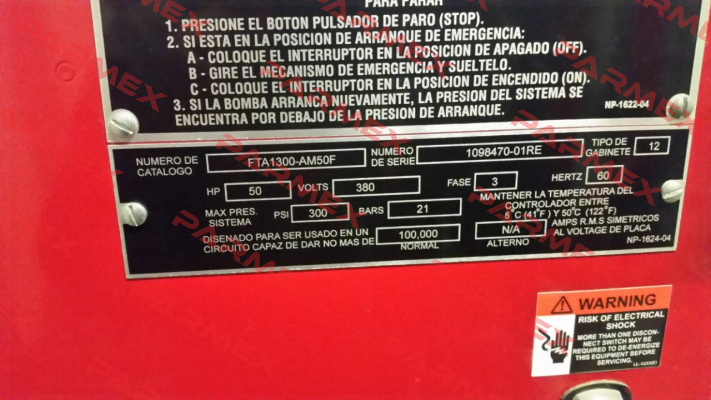 PARA PARAR
1. PRESIONE EL BOTON PULSADOR DE PARO (STOP).
2. SI ESTA EN LA POSICION DE ARRANQUE DE EMERGENCIA:
A - COLOQUE EL INTERRUPTOR EN LA POSICION DE APAGADO (OFF).
B - GIRE EL MECANISMO DE EMERGENCIA Y SUELTELO.
C - COLOQUE EL INTERRUPTOR EN LA POSICION DE ENCENDIDO (ON).
3. SI LA BOMBA ARRANCA NUEVAMENTE, LA PRESION DEL SISTEMA SE
ENCUENTRA POR DEBAJO DE LA PRESION DE ARRANQUE.
NP-1622-04
NUMERO DE CATALOGO FTA1300-AM50F NUMERO DE SERIE 1098470-01RE TIPO DE GABINETE 12
HP 50 VOLTS 380 FASE 3 HERTZ 60
MAX PRES. SISTEMA PSI 300 BARS 21
MANTENER LA TEMPERATURA DEL
CONTROLADOR ENTRE
5°C (41°F) Y 50°C (122°F)
DISENADO PARA SER USADO EN UN
CIRCUITO CAPAZ DE DAR NO MAS DE
100,000
NORMAL
N/A
ALTERNO
AMPS R.M.S SIMETRICOS
AL VOLTAGE DE PLACA
NP-1624-04
WARNING
RISK OF ELECTRICAL
SHOCK
MORE THAN ONE DISCON-
NECT SWITCH MAY BE
REQUIRED TO DE-ENERGIZE
THIS EQUIPMENT BEFORE
SERVICING.
PARMEX